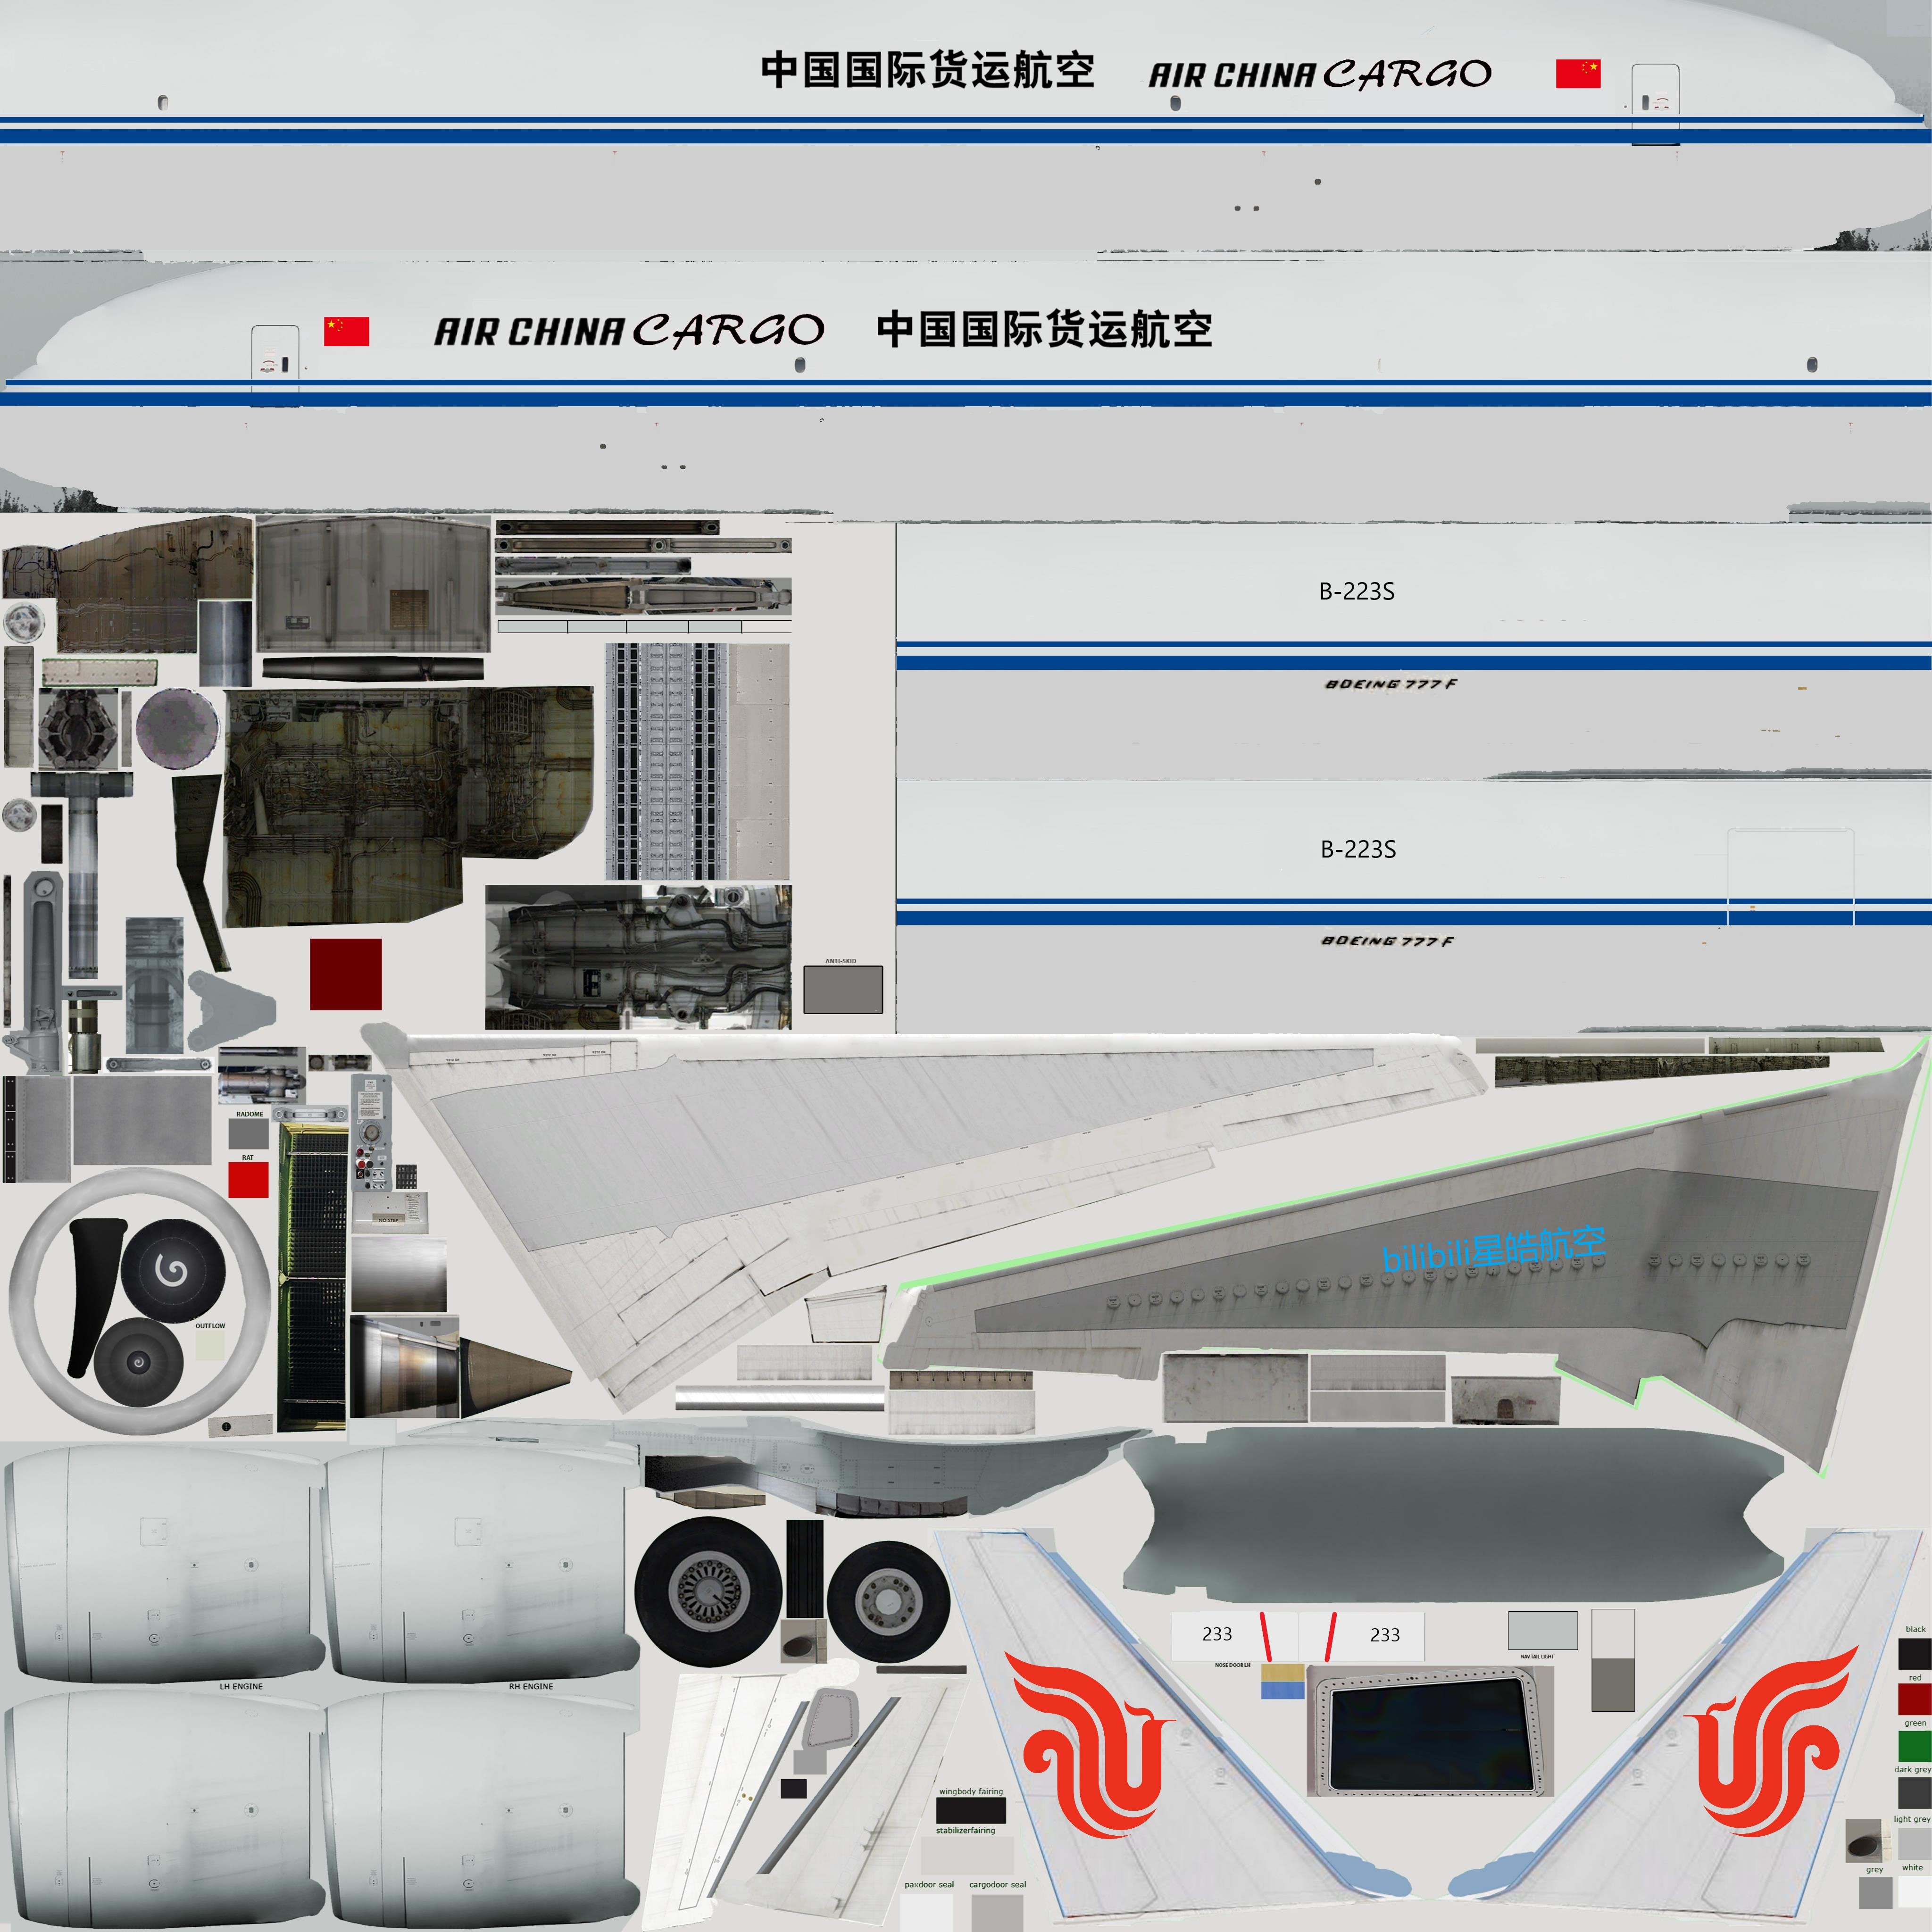 中国国际货运航空 AIR CHINA CARGO
AIR CHINA CARGO 中国国际货运航空
B-223S
BOEING 777 F
B-223S
BOEING 777 F
ANTI-SKID
RADOME
RAT
NO STEP
OUTFLOW
bilibili星皓航空
LH ENGINE
RH ENGINE
233
233
NOSE DOOR LH
NAV TAIL LIGHT
black
red
green
dark grey
light grey
grey
white
wingbody fairing
stabilizerfairing
paxdoor seal
cargodoor seal